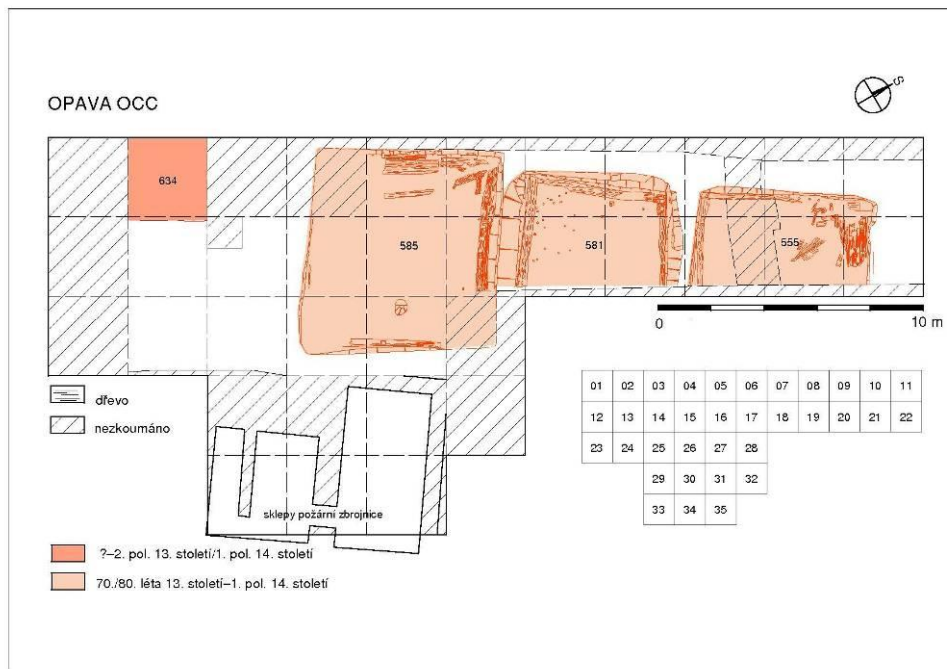 OPAVA OCC
S
634
585
581
555
0 10 m
dřevo
nezkoumáno
sklepy požární zbrojnice
01 02 03 04 05 06 07 08 09 10 11
12 13 14 15 16 17 18 19 20 21 22
23 24 25 26 27 28
29 30 31 32
33 34 35
?–2. pol. 13. století/1. pol. 14. století
70./80. léta 13. století–1. pol. 14. století